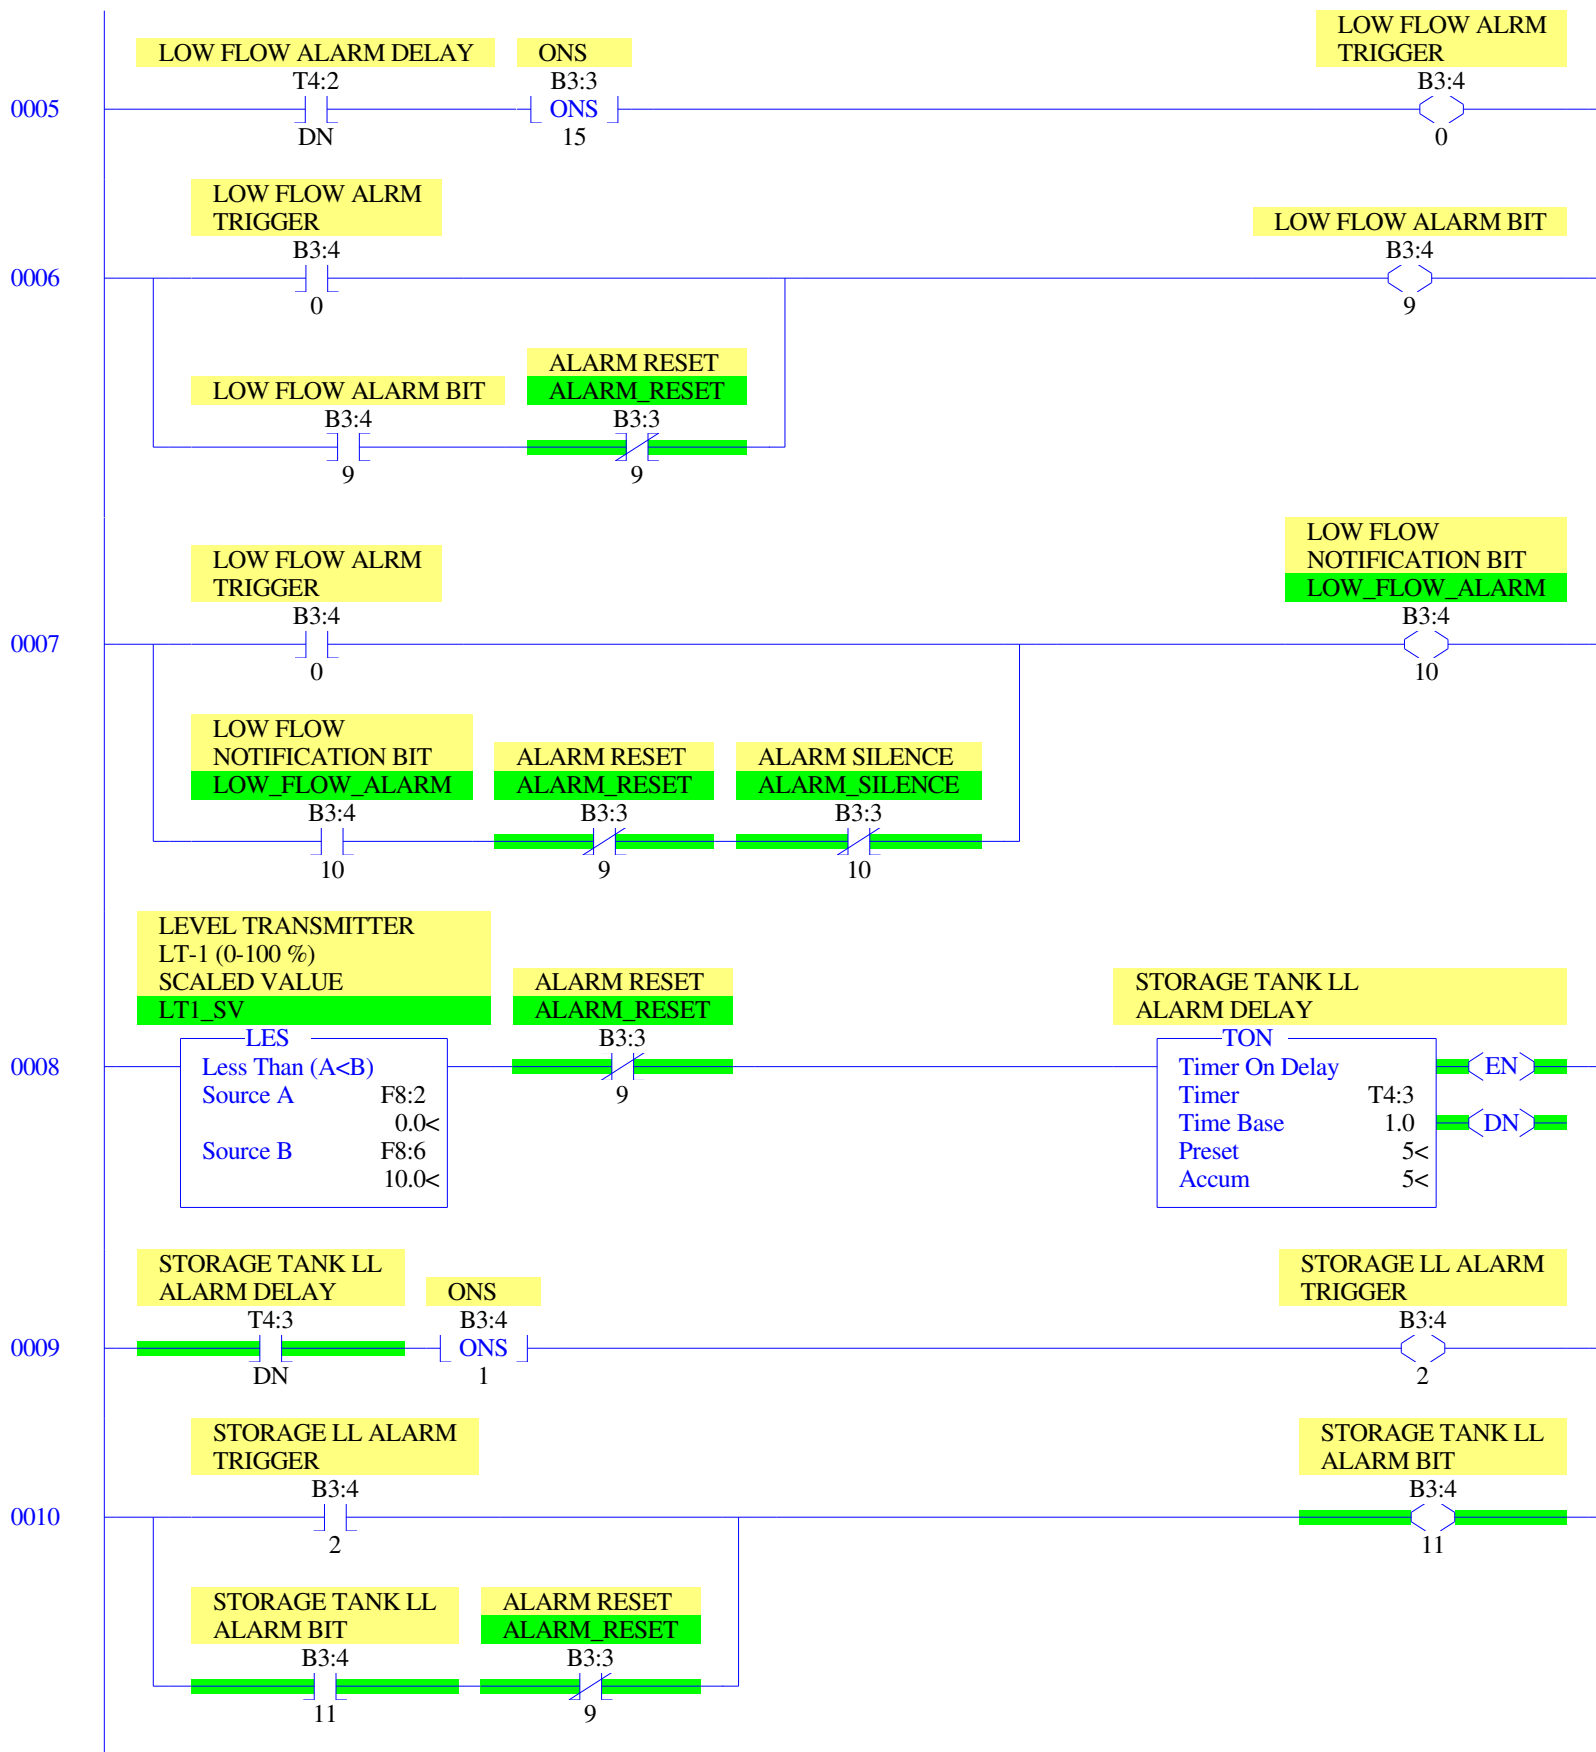 LOW FLOW ALARM DELAY
T4:2
DN
ONS
B3:3
ONS
15
LOW FLOW ALRM
TRIGGER
B3:4
0
0005
LOW FLOW ALRM
TRIGGER
B3:4
0
LOW FLOW ALARM BIT
B3:4
9
0006
LOW FLOW ALARM BIT
B3:4
9
ALARM RESET
ALARM_RESET
B3:3
9
LOW FLOW ALRM
TRIGGER
B3:4
0
LOW FLOW
NOTIFICATION BIT
LOW_FLOW_ALARM
B3:4
10
0007
LOW FLOW
NOTIFICATION BIT
LOW_FLOW_ALARM
B3:4
10
ALARM RESET
ALARM_RESET
B3:3
9
ALARM SILENCE
ALARM_SILENCE
B3:3
10
LEVEL TRANSMITTER
LT-1 (0-100 %)
SCALED VALUE
LT1_SV
LES
Less Than (A<B)
Source A F8:2
0.0<
Source B F8:6
10.0<
ALARM RESET
ALARM_RESET
B3:3
9
STORAGE TANK LL
ALARM DELAY
TON
Timer On Delay
Timer T4:3
Time Base 1.0
Preset 5<
Accum 5<
EN
DN
0008
STORAGE TANK LL
ALARM DELAY
T4:3
DN
ONS
B3:4
ONS
1
STORAGE LL ALARM
TRIGGER
B3:4
2
0009
STORAGE LL ALARM
TRIGGER
B3:4
2
STORAGE TANK LL
ALARM BIT
B3:4
11
0010
STORAGE TANK LL
ALARM BIT
B3:4
11
ALARM RESET
ALARM_RESET
B3:3
9